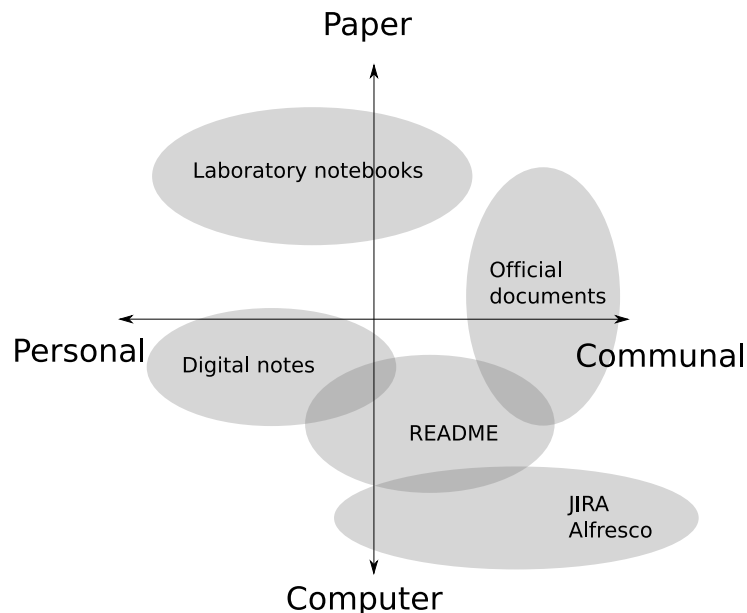 Paper
Laboratory notebooks
Official
documents
Personal
Communal
Digital notes
README
JIRA
Alfresco
Computer